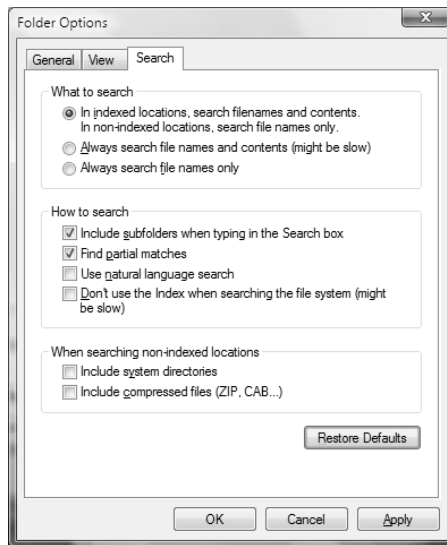 Folder Options
General View Search
What to search
In indexed locations, search filenames and contents.
In non-indexed locations, search file names only.
Always search file names and contents (might be slow)
Always search file names only
How to search
Include subfolders when typing in the Search box
Find partial matches
Use natural language search
Don't use the Index when searching the file system (might
be slow)
When searching non-indexed locations
Include system directories
Include compressed files (ZIP, CAB...)
Restore Defaults
OK Cancel Apply